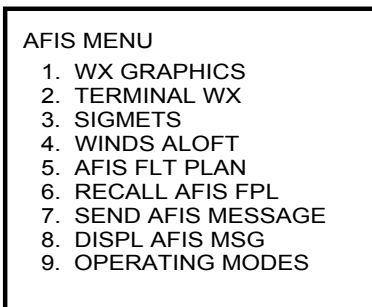 AFIS MENU
1. WX GRAPHICS
2. TERMINAL WX
3. SIGMETS
4. WINDS ALOFT
5. AFIS FLT PLAN
6. RECALL AFIS FPL
7. SEND AFIS MESSAGE
8. DISPL AFIS MSG
9. OPERATING MODES